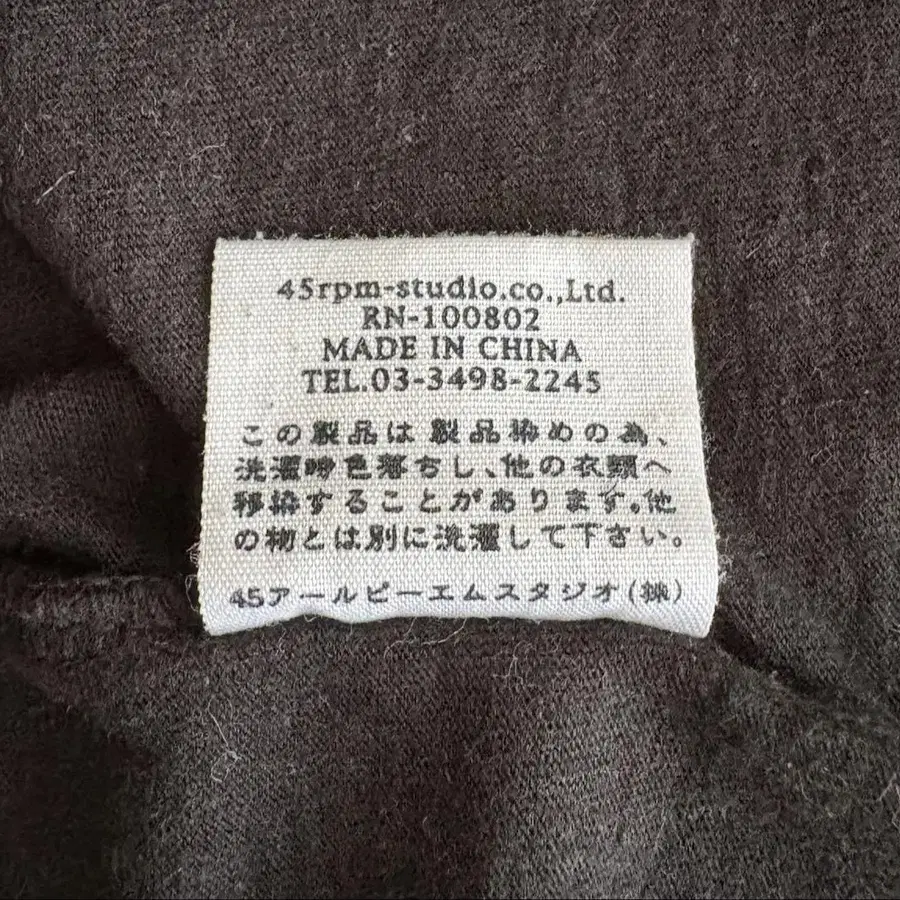 45rpm-studio.co.,Ltd.
RN-100802
MADE IN CHINA
TEL.03-3498-2245
この製品は製品染めの為、
洗濯時色落ちし、他の衣類へ
移染することがあります。他
の物とは別に洗濯して下さい。
45アールピーエムスタジオ(株)